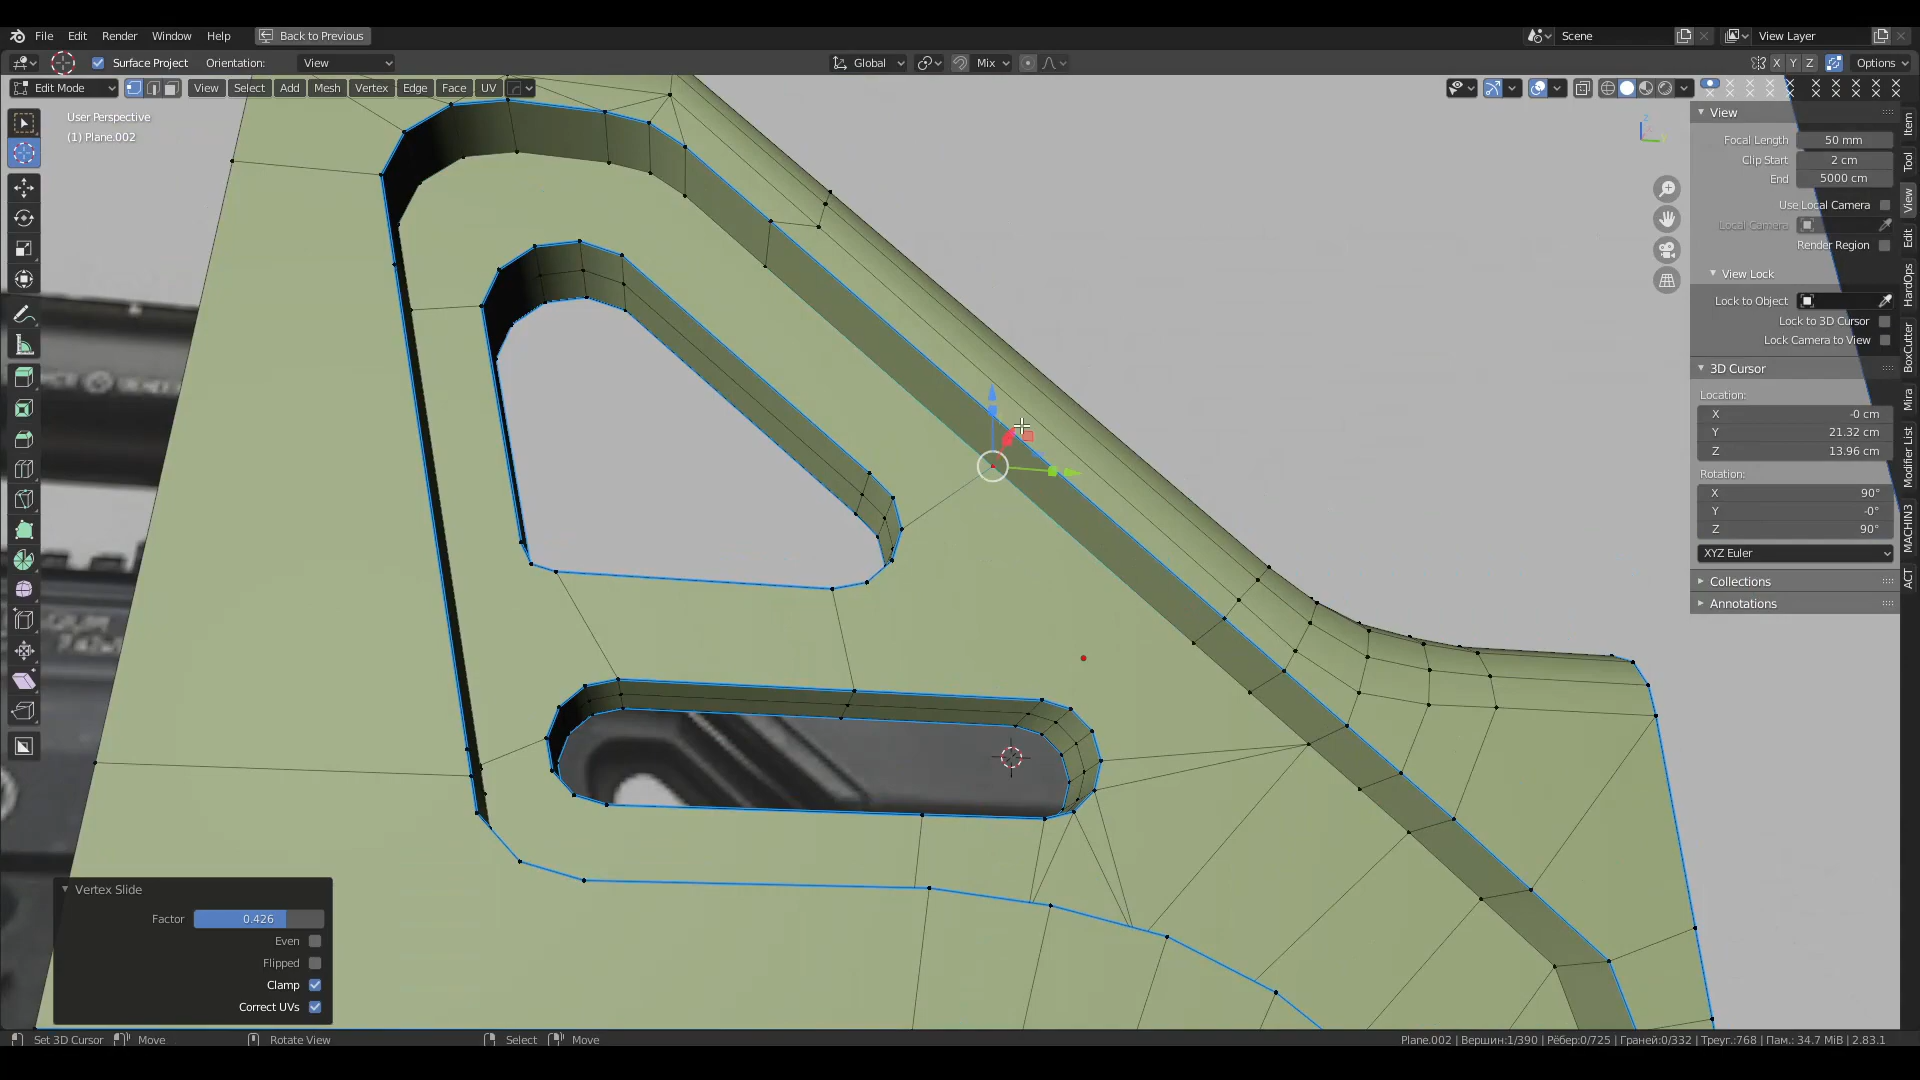 File Edit Render Window Help Back to Previous Scene View Layer
Surface Project Orientation: View Global Mix X Y Z Options
Edit Mode View Select Add Mesh Vertex Edge Face UV
User Perspective
(1) Plane.002
View
Focal Length 50 mm
Clip Start 2 cm
End 5000 cm
Use Local Camera
Local Camera
Render Region
View Lock
Lock to Object
Lock to 3D Cursor
Lock Camera to View
3D Cursor
Location:
X -0 cm
Y 21.32 cm
Z 13.96 cm
Rotation:
X 90°
Y -0°
Z 90°
XYZ Euler
Collections
Annotations
Item
Tool
View
Edit
HardOps
BoxCutter
Mira
Modifier List
MACHIN3
ACT
Vertex Slide
Factor 0.426
Even
Flipped
Clamp
Correct UVs
Set 3D Cursor Move Rotate View Select Move Plane.002 | Вершин:1/390 | Рёбер:0/725 | Граней:0/332 | Треуг.:768 | Пам.: 34.7 MiB | 2.83.1